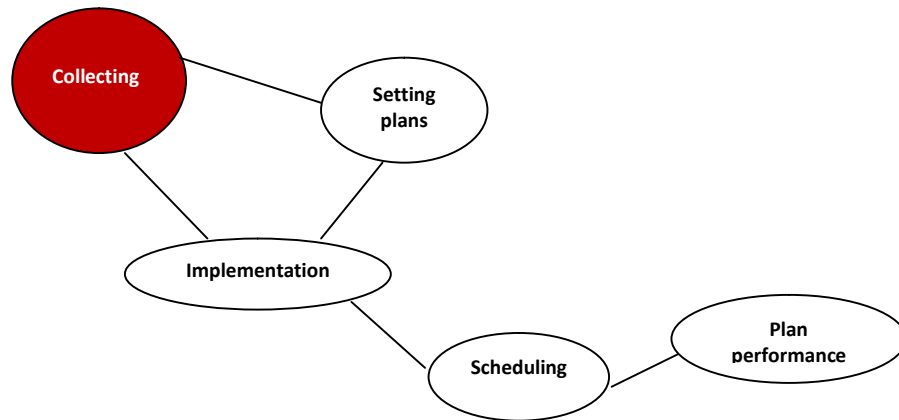 Collecting
Setting
plans
Implementation
Scheduling
Plan
performance